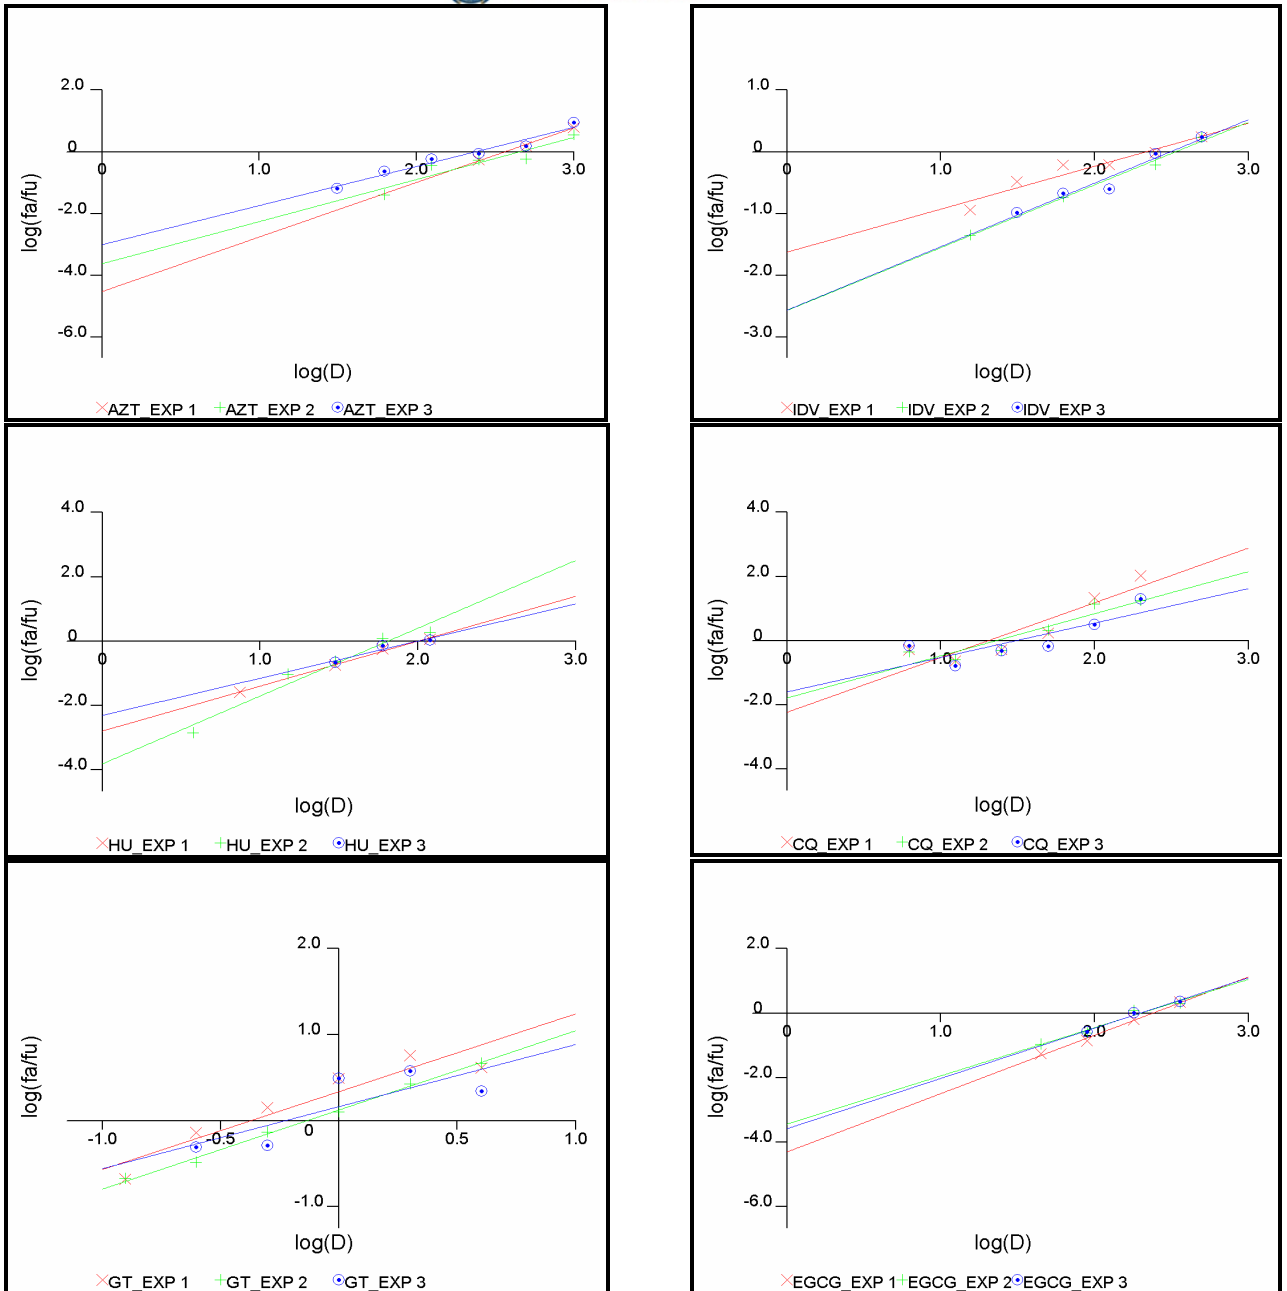 2.0
0
-2.0
-4.0
-6.0
0 1.0 2.0 3.0
log(fa/fu)
log(D)
AZT_EXP 1 AZT_EXP 2 AZT_EXP 3
1.0
0
-1.0
-2.0
-3.0
0 1.0 2.0 3.0
log(fa/fu)
log(D)
IDV_EXP 1 IDV_EXP 2 IDV_EXP 3
4.0
2.0
0
-2.0
-4.0
0 1.0 2.0 3.0
log(fa/fu)
log(D)
HU_EXP 1 HU_EXP 2 HU_EXP 3
4.0
2.0
0
-2.0
-4.0
0 1.0 2.0 3.0
log(fa/fu)
log(D)
CQ_EXP 1 CQ_EXP 2 CQ_EXP 3
2.0
1.0
0
-1.0
-1.0 -0.5 0.5 1.0
log(fa/fu)
log(D)
GT_EXP 1 GT_EXP 2 GT_EXP 3
2.0
0
-2.0
-4.0
-6.0
0 1.0 2.0 3.0
log(fa/fu)
log(D)
EGCG_EXP 1 EGCG_EXP 2 EGCG_EXP 3